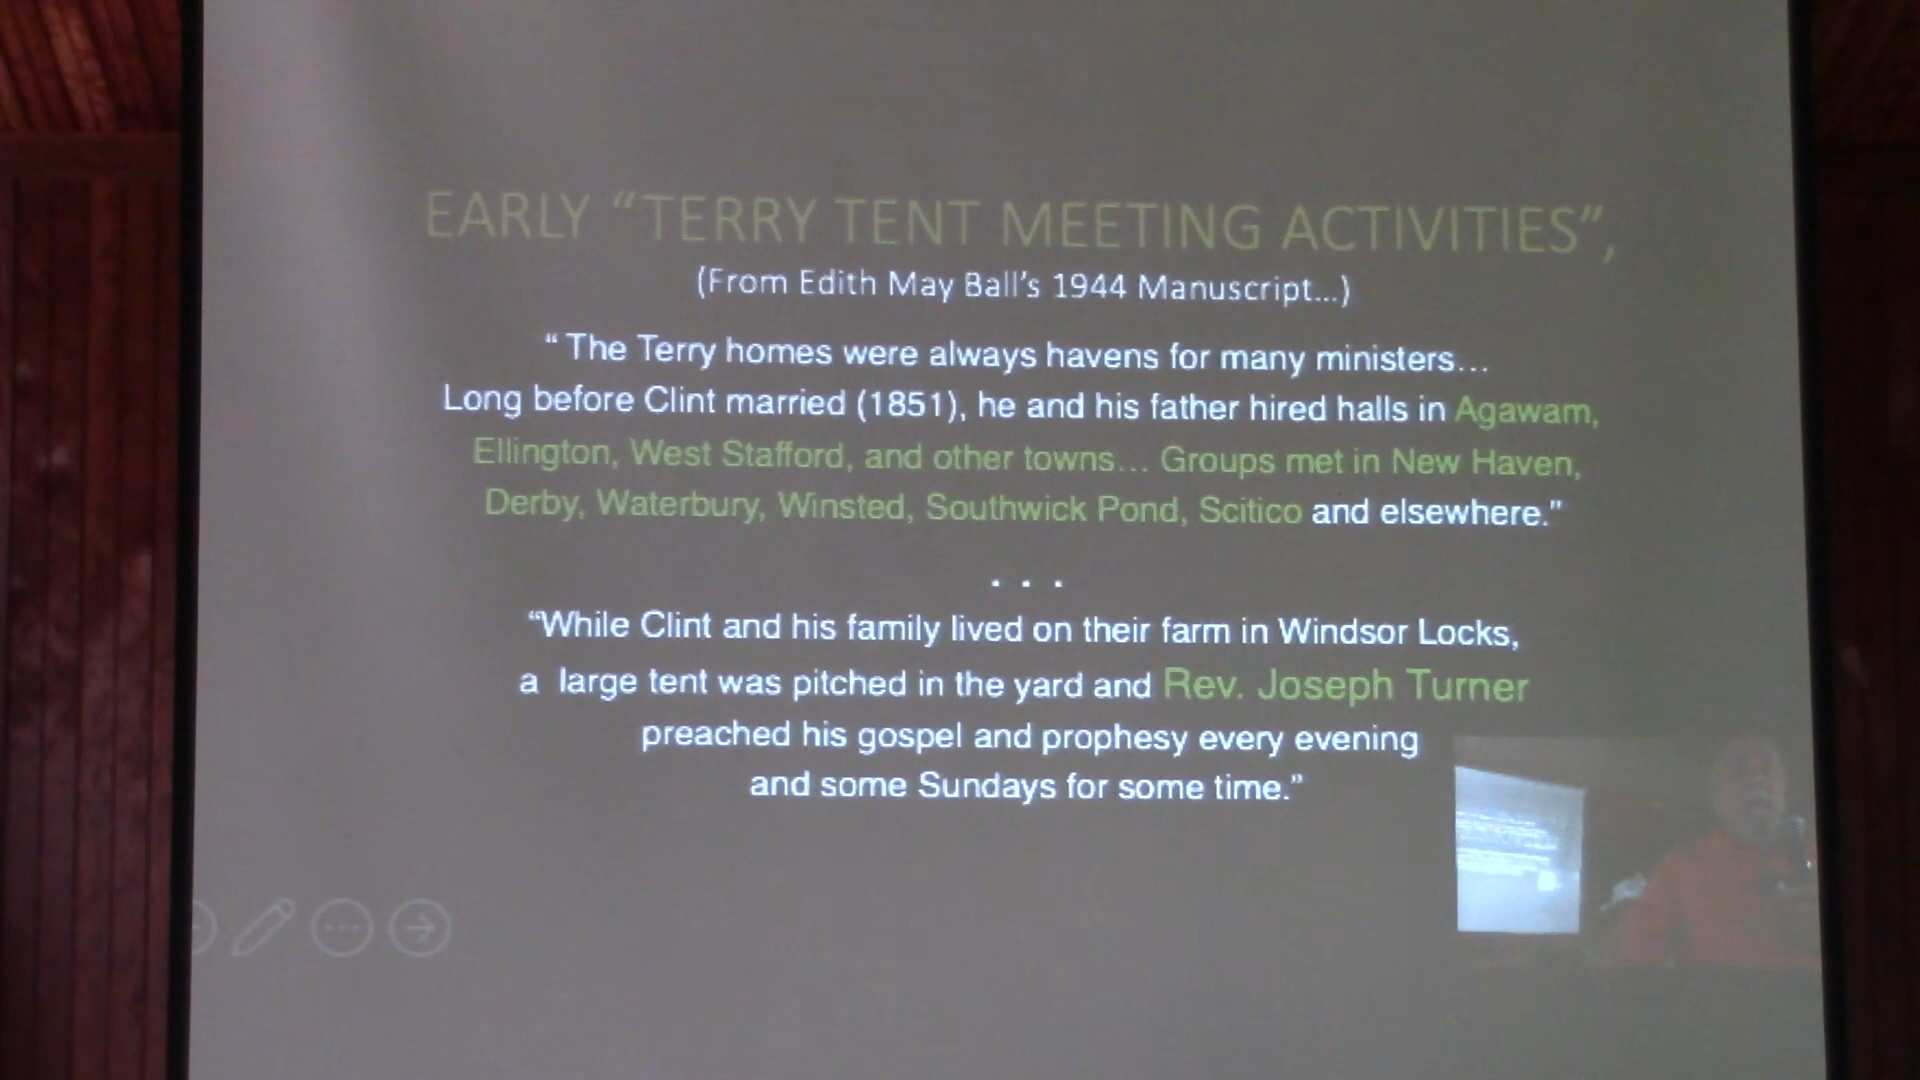 EARLY “TERRY TENT MEETING ACTIVITIES”,
(From Edith May Ball’s 1944 Manuscript...)
“ The Terry homes were always havens for many ministers...
Long before Clint married (1851), he and his father hired halls in Agawam,
Ellington, West Stafford, and other towns... Groups met in New Haven,
Derby, Waterbury, Winsted, Southwick Pond, Scitico and elsewhere.”
. . .
“While Clint and his family lived on their farm in Windsor Locks,
a large tent was pitched in the yard and Rev. Joseph Turner
preached his gospel and prophesy every evening
and some Sundays for some time.”